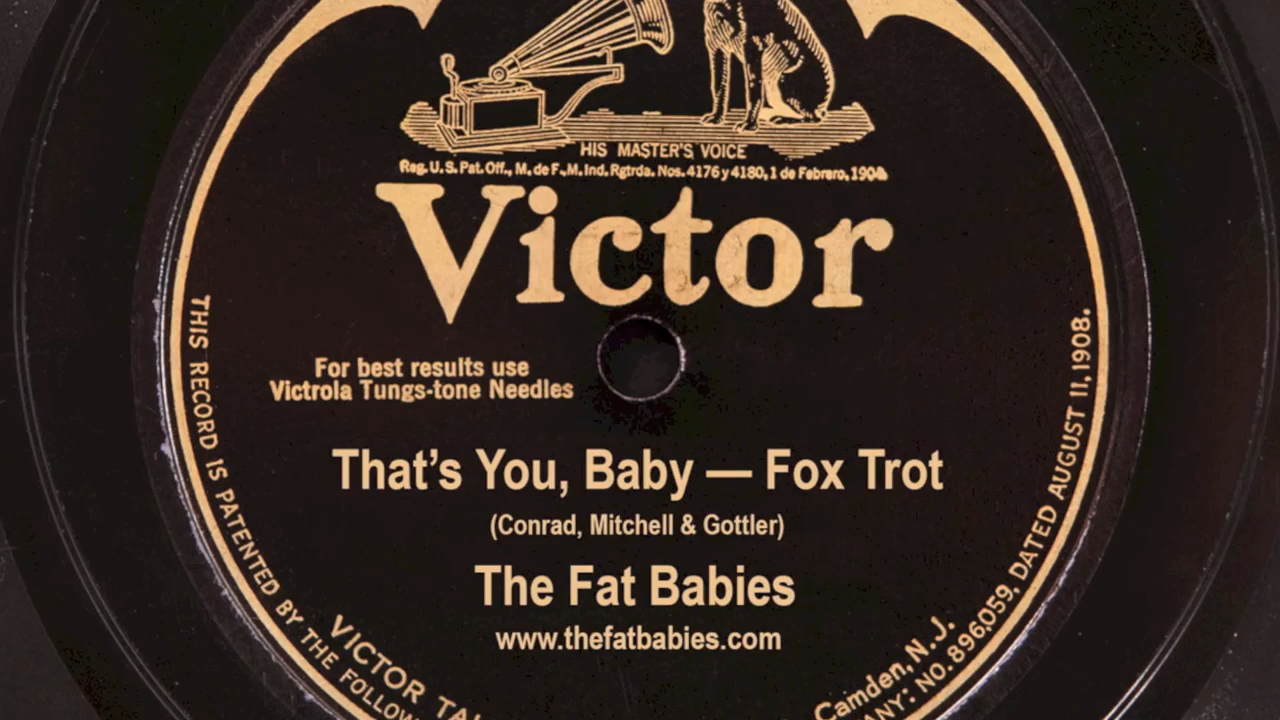 HIS MASTER'S VOICE
Reg. U.S. Pat. Off., M. de F., M. Ind. Rgtrda. Nos. 4176 y 4180, 1 de Febrero, 1904
Victor
For best results use
Victrola Tungs-tone Needles
That's You, Baby — Fox Trot
(Conrad, Mitchell & Gottler)
The Fat Babies
www.thefatbabies.com
VICTOR TAL
Camden, N.J.
THIS RECORD IS PATENTED BY THE FOLLOW
ANY: NO. 896,059, DATED AUGUST 11, 1908.